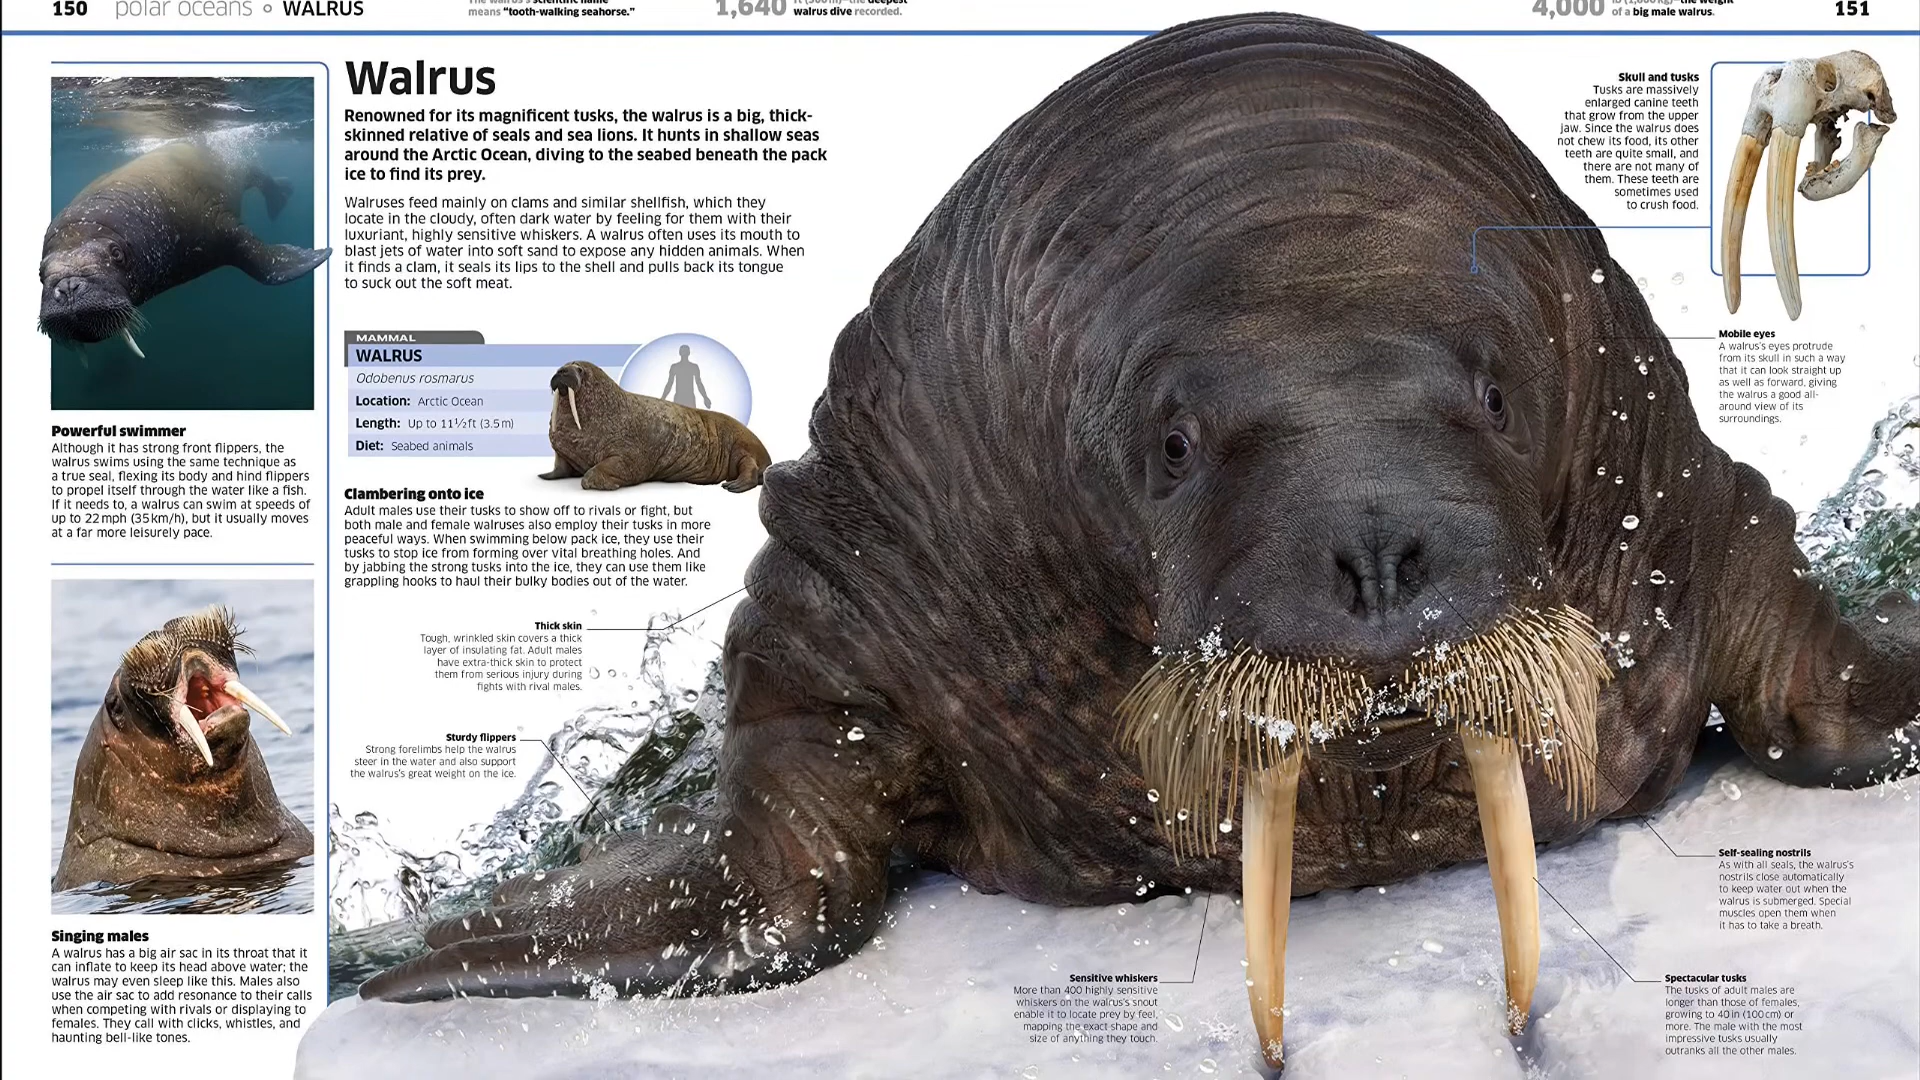 150 polar oceans ○ WALRUS
The walrus's scientific name
means "tooth-walking seahorse."
1,640 ft (500 m)—the deepest
walrus dive recorded.
4,000 lb (1,800 kg)—the weight
of a big male walrus.
151
Powerful swimmer
Although it has strong front flippers, the
walrus swims using the same technique as
a true seal, flexing its body and hind flippers
to propel itself through the water like a fish.
If it needs to, a walrus can swim at speeds of
up to 22 mph (35 km/h), but it usually moves
at a far more leisurely pace.
Singing males
A walrus has a big air sac in its throat that it
can inflate to keep its head above water; the
walrus may even sleep like this. Males also
use the air sac to add resonance to their calls
when competing with rivals or displaying to
females. They call with clicks, whistles, and
haunting bell-like tones.
Walrus
Renowned for its magnificent tusks, the walrus is a big, thick-
skinned relative of seals and sea lions. It hunts in shallow seas
around the Arctic Ocean, diving to the seabed beneath the pack
ice to find its prey.
Walruses feed mainly on clams and similar shellfish, which they
locate in the cloudy, often dark water by feeling for them with their
luxuriant, highly sensitive whiskers. A walrus often uses its mouth to
blast jets of water into soft sand to expose any hidden animals. When
it finds a clam, it seals its lips to the shell and pulls back its tongue
to suck out the soft meat.
MAMMAL
WALRUS
Odobenus rosmarus
Location: Arctic Ocean
Length: Up to 11½ ft (3.5 m)
Diet: Seabed animals
Clambering onto ice
Adult males use their tusks to show off to rivals or fight, but
both male and female walruses also employ their tusks in more
peaceful ways. When swimming below pack ice, they use their
tusks to stop ice from forming over vital breathing holes. And
by jabbing the strong tusks into the ice, they can use them like
grappling hooks to haul their bulky bodies out of the water.
Thick skin
Tough, wrinkled skin covers a thick
layer of insulating fat. Adult males
have extra-thick skin to protect
them from serious injury during
fights with rival males.
Sturdy flippers
Strong forelimbs help the walrus
steer in the water and also support
the walrus's great weight on the ice.
Skull and tusks
Tusks are massively
enlarged canine teeth
that grow from the upper
jaw. Since the walrus does
not chew its food, its other
teeth are quite small, and
there are not many of
them. These teeth are
sometimes used
to crush food.
Mobile eyes
A walrus's eyes protrude
from its skull in such a way
that it can look straight up
as well as forward, giving
the walrus a good all-
around view of its
surroundings.
Self-sealing nostrils
As with all seals, the walrus's
nostrils close automatically
to keep water out when the
walrus is submerged. Special
muscles open them when
it has to take a breath.
Sensitive whiskers
More than 400 highly sensitive
whiskers on the walrus's snout
enable it to locate prey by feel,
mapping the exact shape and
size of anything they touch.
Spectacular tusks
The tusks of adult males are
longer than those of females,
growing to 40 in (100 cm) or
more. The male with the most
impressive tusks usually
outranks all the other males.